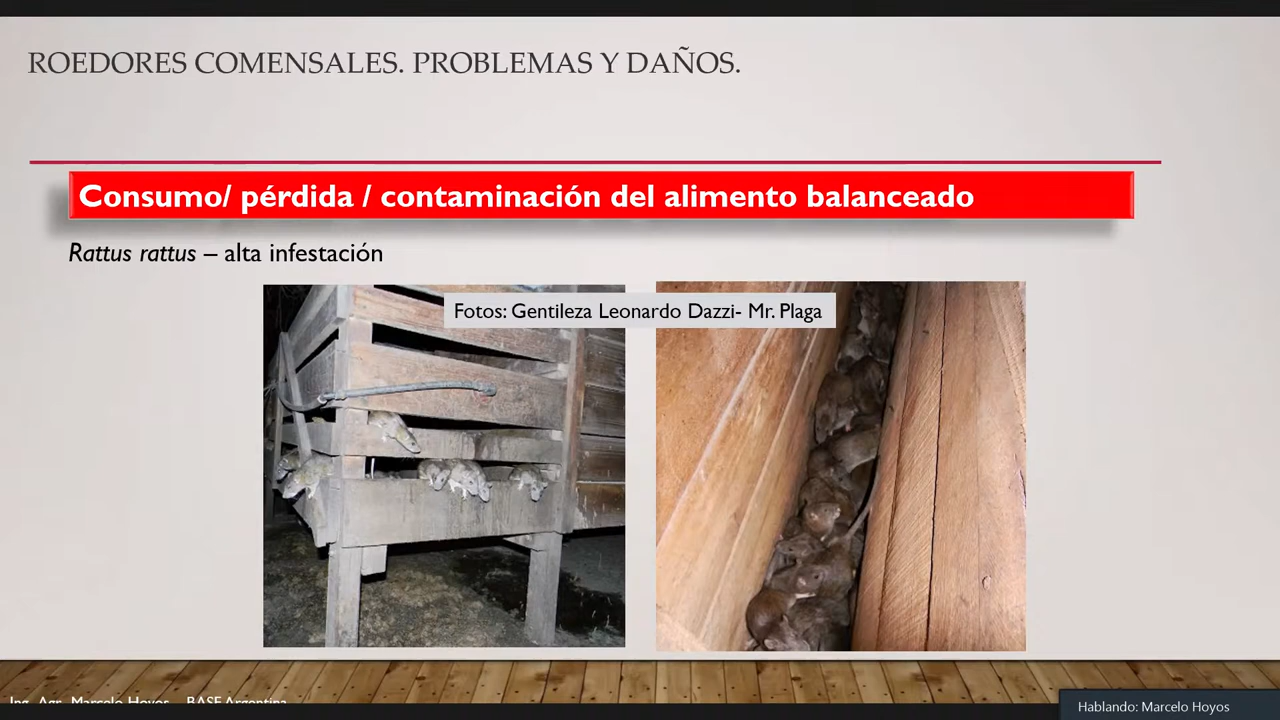 ROEDORES COMENSALES. PROBLEMAS Y DAÑOS.
Consumo/ pérdida / contaminación del alimento balanceado
Rattus rattus – alta infestación
Fotos: Gentileza Leonardo Dazzi- Mr. Plaga
Ing. Agr. Marcelo Hoyos – BASF Argentina
Hablando: Marcelo Hoyos